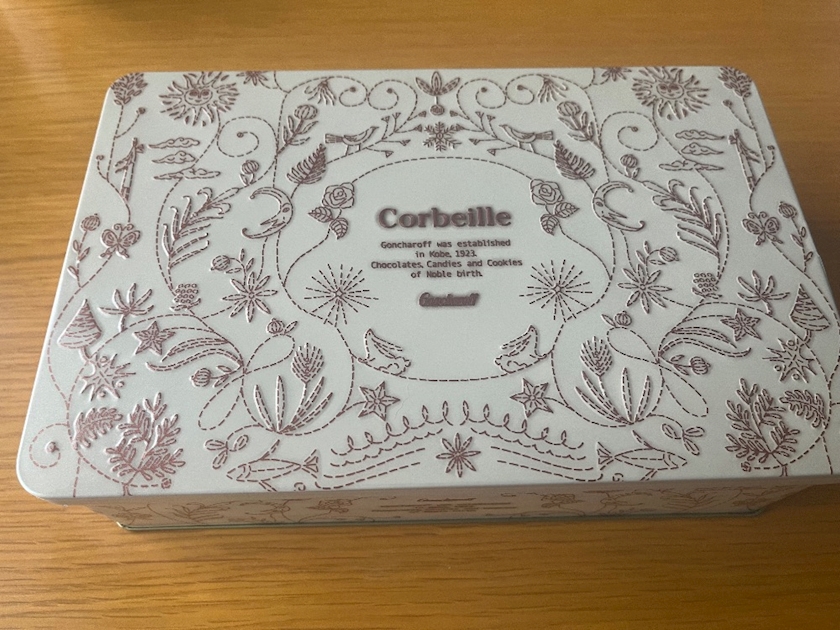 Corbeille
Goncharoff was established
in Kobe, 1923.
Chocolates, Candies and Cookies
of Noble birth.
Goncharoff